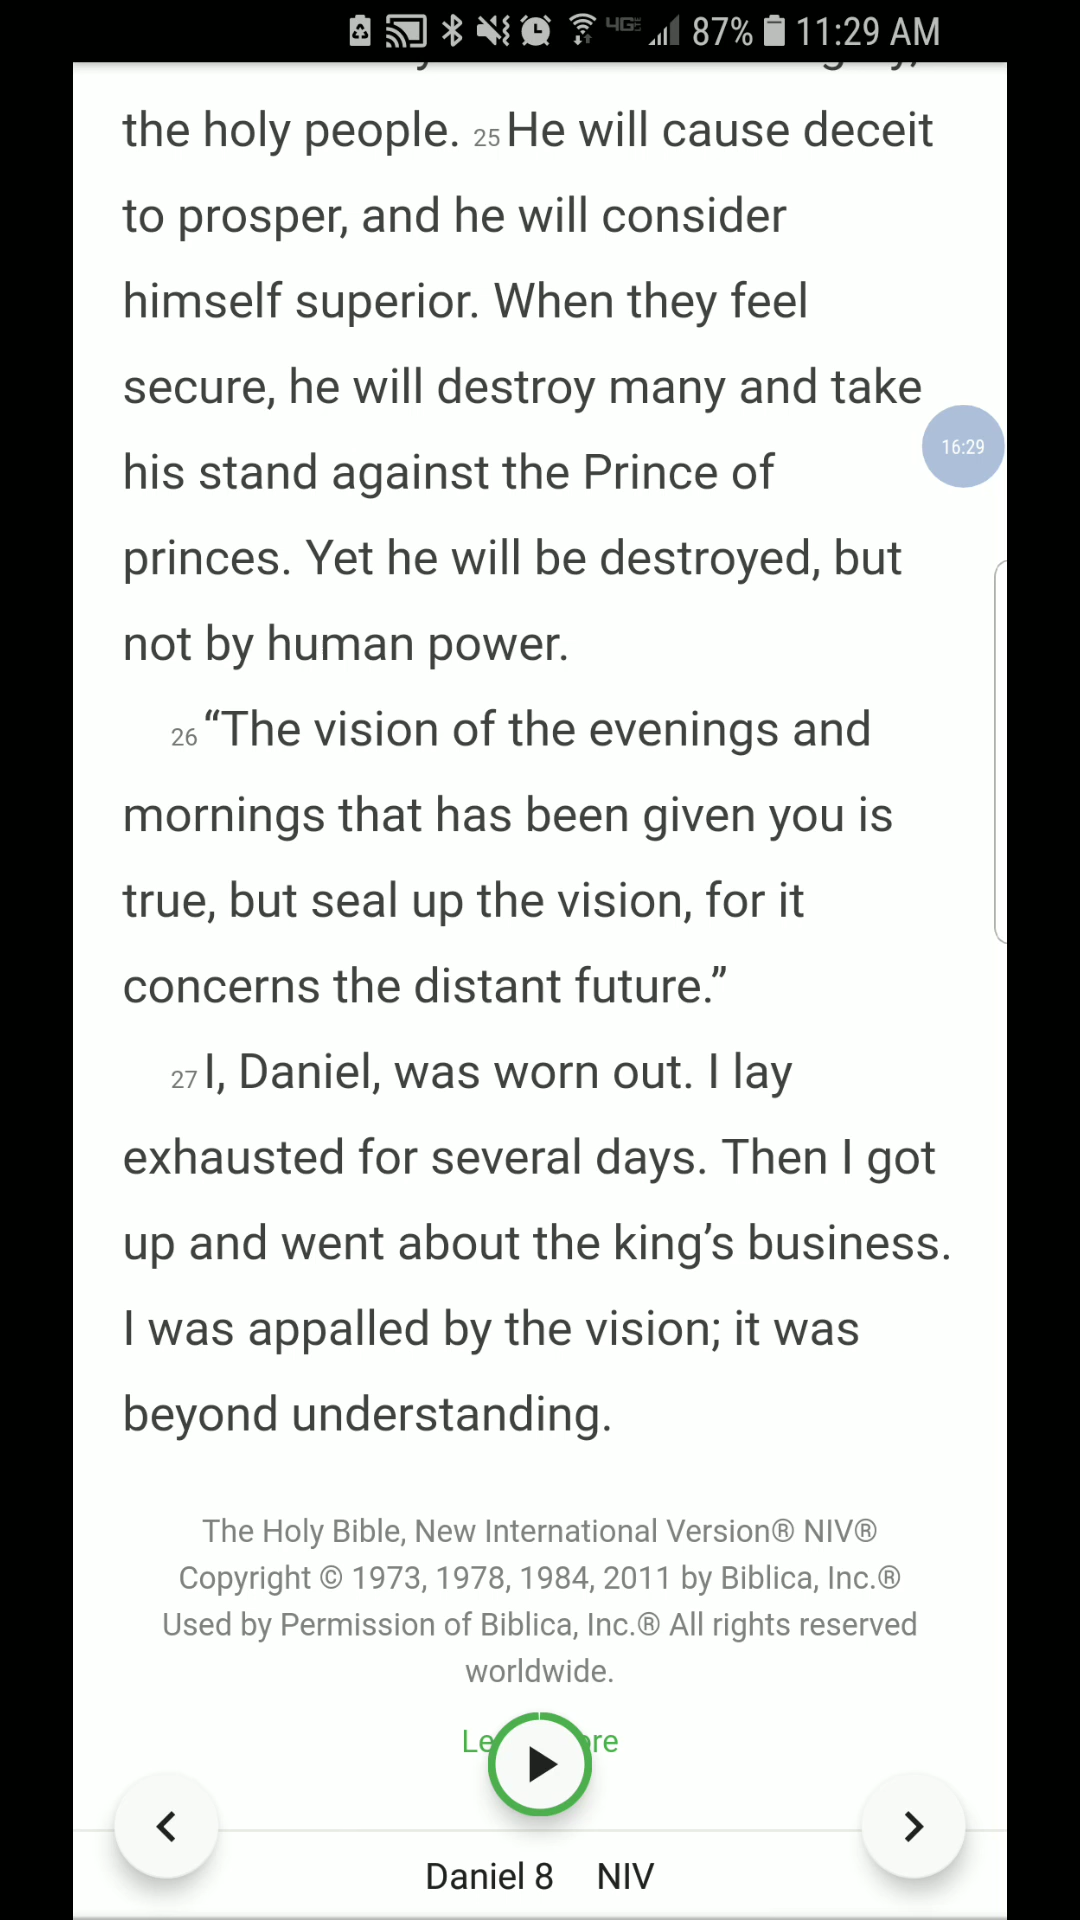 4G LTE 87% 11:29 AM
the holy people. 25 He will cause deceit
to prosper, and he will consider
himself superior. When they feel
secure, he will destroy many and take
16:29
his stand against the Prince of
princes. Yet he will be destroyed, but
not by human power.
26 “The vision of the evenings and
mornings that has been given you is
true, but seal up the vision, for it
concerns the distant future.”
27 I, Daniel, was worn out. I lay
exhausted for several days. Then I got
up and went about the king’s business.
I was appalled by the vision; it was
beyond understanding.
The Holy Bible, New International Version® NIV®
Copyright © 1973, 1978, 1984, 2011 by Biblica, Inc.®
Used by Permission of Biblica, Inc.® All rights reserved
worldwide.
Daniel 8 NIV